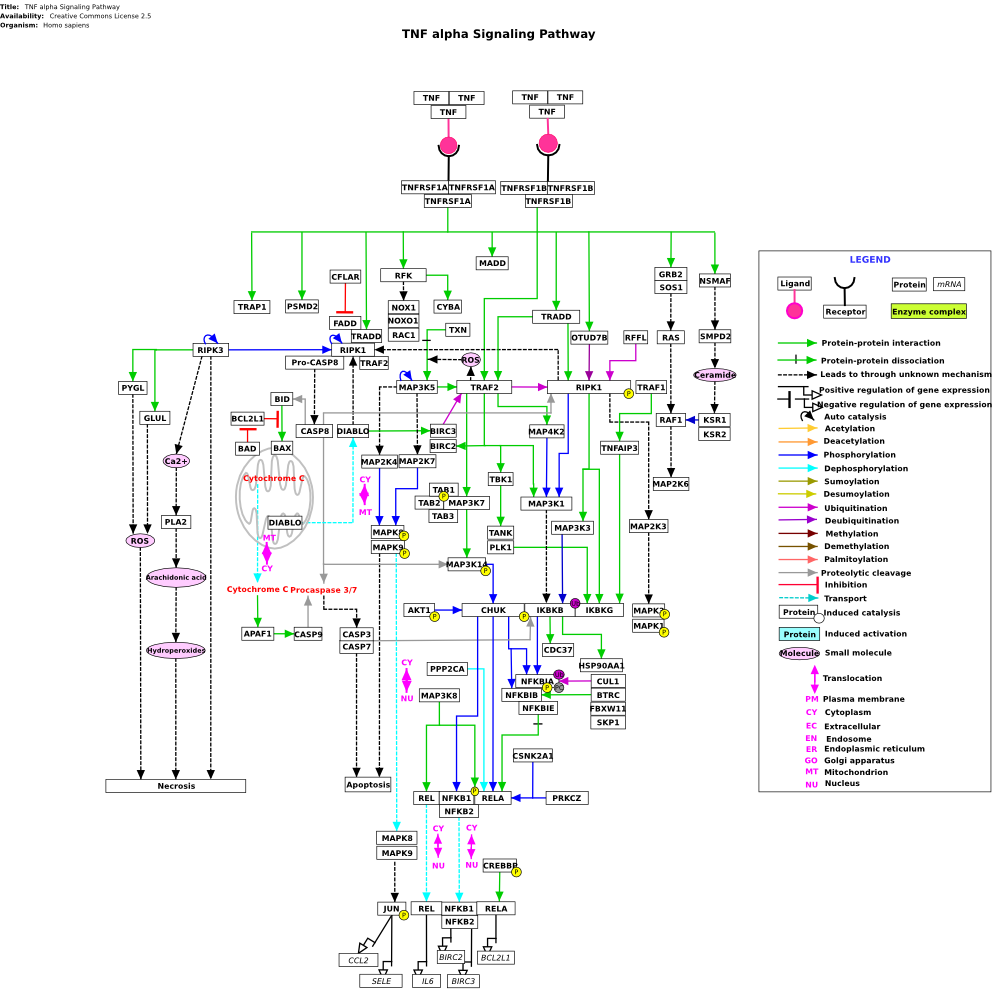 Title: TNF alpha Signaling Pathway
Availability: Creative Commons License 2.5
Organism: Homo sapiens
TNF alpha Signaling Pathway
TNF TNF TNF TNF
TNF TNF
TNFRSF1A TNFRSF1A TNFRSF1B TNFRSF1B
TNFRSF1A TNFRSF1B
MADD
CFLAR RFK GRB2 NSMAF
SOS1
TRAP1 PSMD2 NOX1 CYBA
FADD NOXO1 TRADD
TRADD RAC1 TXN OTUD7B RFFL RAS SMPD2
RIPK3 RIPK1
Pro-CASP8 TRAF2 ROS
Ceramide
PYGL MAP3K5 TRAF2 RIPK1 P TRAF1
BID
GLUL BCL2L1 RAF1 KSR1
CASP8 DIABLO BIRC3 MAP4K2 KSR2
BAD BAX BIRC2 TNFAIP3
Ca2+ MAP2K4 MAP2K7
Cytochrome C CY TBK1 MAP2K6
TAB1
TAB2 P MAP3K7 MAP3K1
MT
TAB3
PLA2 DIABLO MAP3K3 MAP2K3
MAPK8 P TANK
ROS MT MAPK9 P PLK1
CY MAP3K14 P
Arachidonic acid
Cytochrome C Procaspase 3/7
AKT1 P CHUK P IKBKB UB IKBKG MAPK3 P
MAPK1 P
APAF1 CASP9 CASP3
Hydroperoxides CASP7 CDC37
CY HSP90AA1
PPP2CA NFKBIA UB CUL1
P PC
NU MAP3K8 NFKBIB BTRC
NFKBIE FBXW11
SKP1
CSNK2A1
Necrosis Apoptosis
P
REL NFKB1 RELA PRKCZ
NFKB2
CY CY
MAPK8
MAPK9
NU NU CREBBP P
JUN P REL NFKB1 RELA
NFKB2
CCL2 BIRC2 BCL2L1
SELE IL6 BIRC3
LEGEND
Ligand Protein mRNA
Receptor Enzyme complex
Protein-protein interaction
Protein-protein dissociation
Leads to through unknown mechanism
Positive regulation of gene expression
Negative regulation of gene expression
Auto catalysis
Acetylation
Deacetylation
Phosphorylation
Dephosphorylation
Sumoylation
Desumoylation
Ubiquitination
Deubiquitination
Methylation
Demethylation
Palmitoylation
Proteolytic cleavage
Inhibition
Transport
Protein Induced catalysis
Protein Induced activation
Molecule Small molecule
Translocation
PM Plasma membrane
CY Cytoplasm
EC Extracellular
EN Endosome
ER Endoplasmic reticulum
GO Golgi apparatus
MT Mitochondrion
NU Nucleus